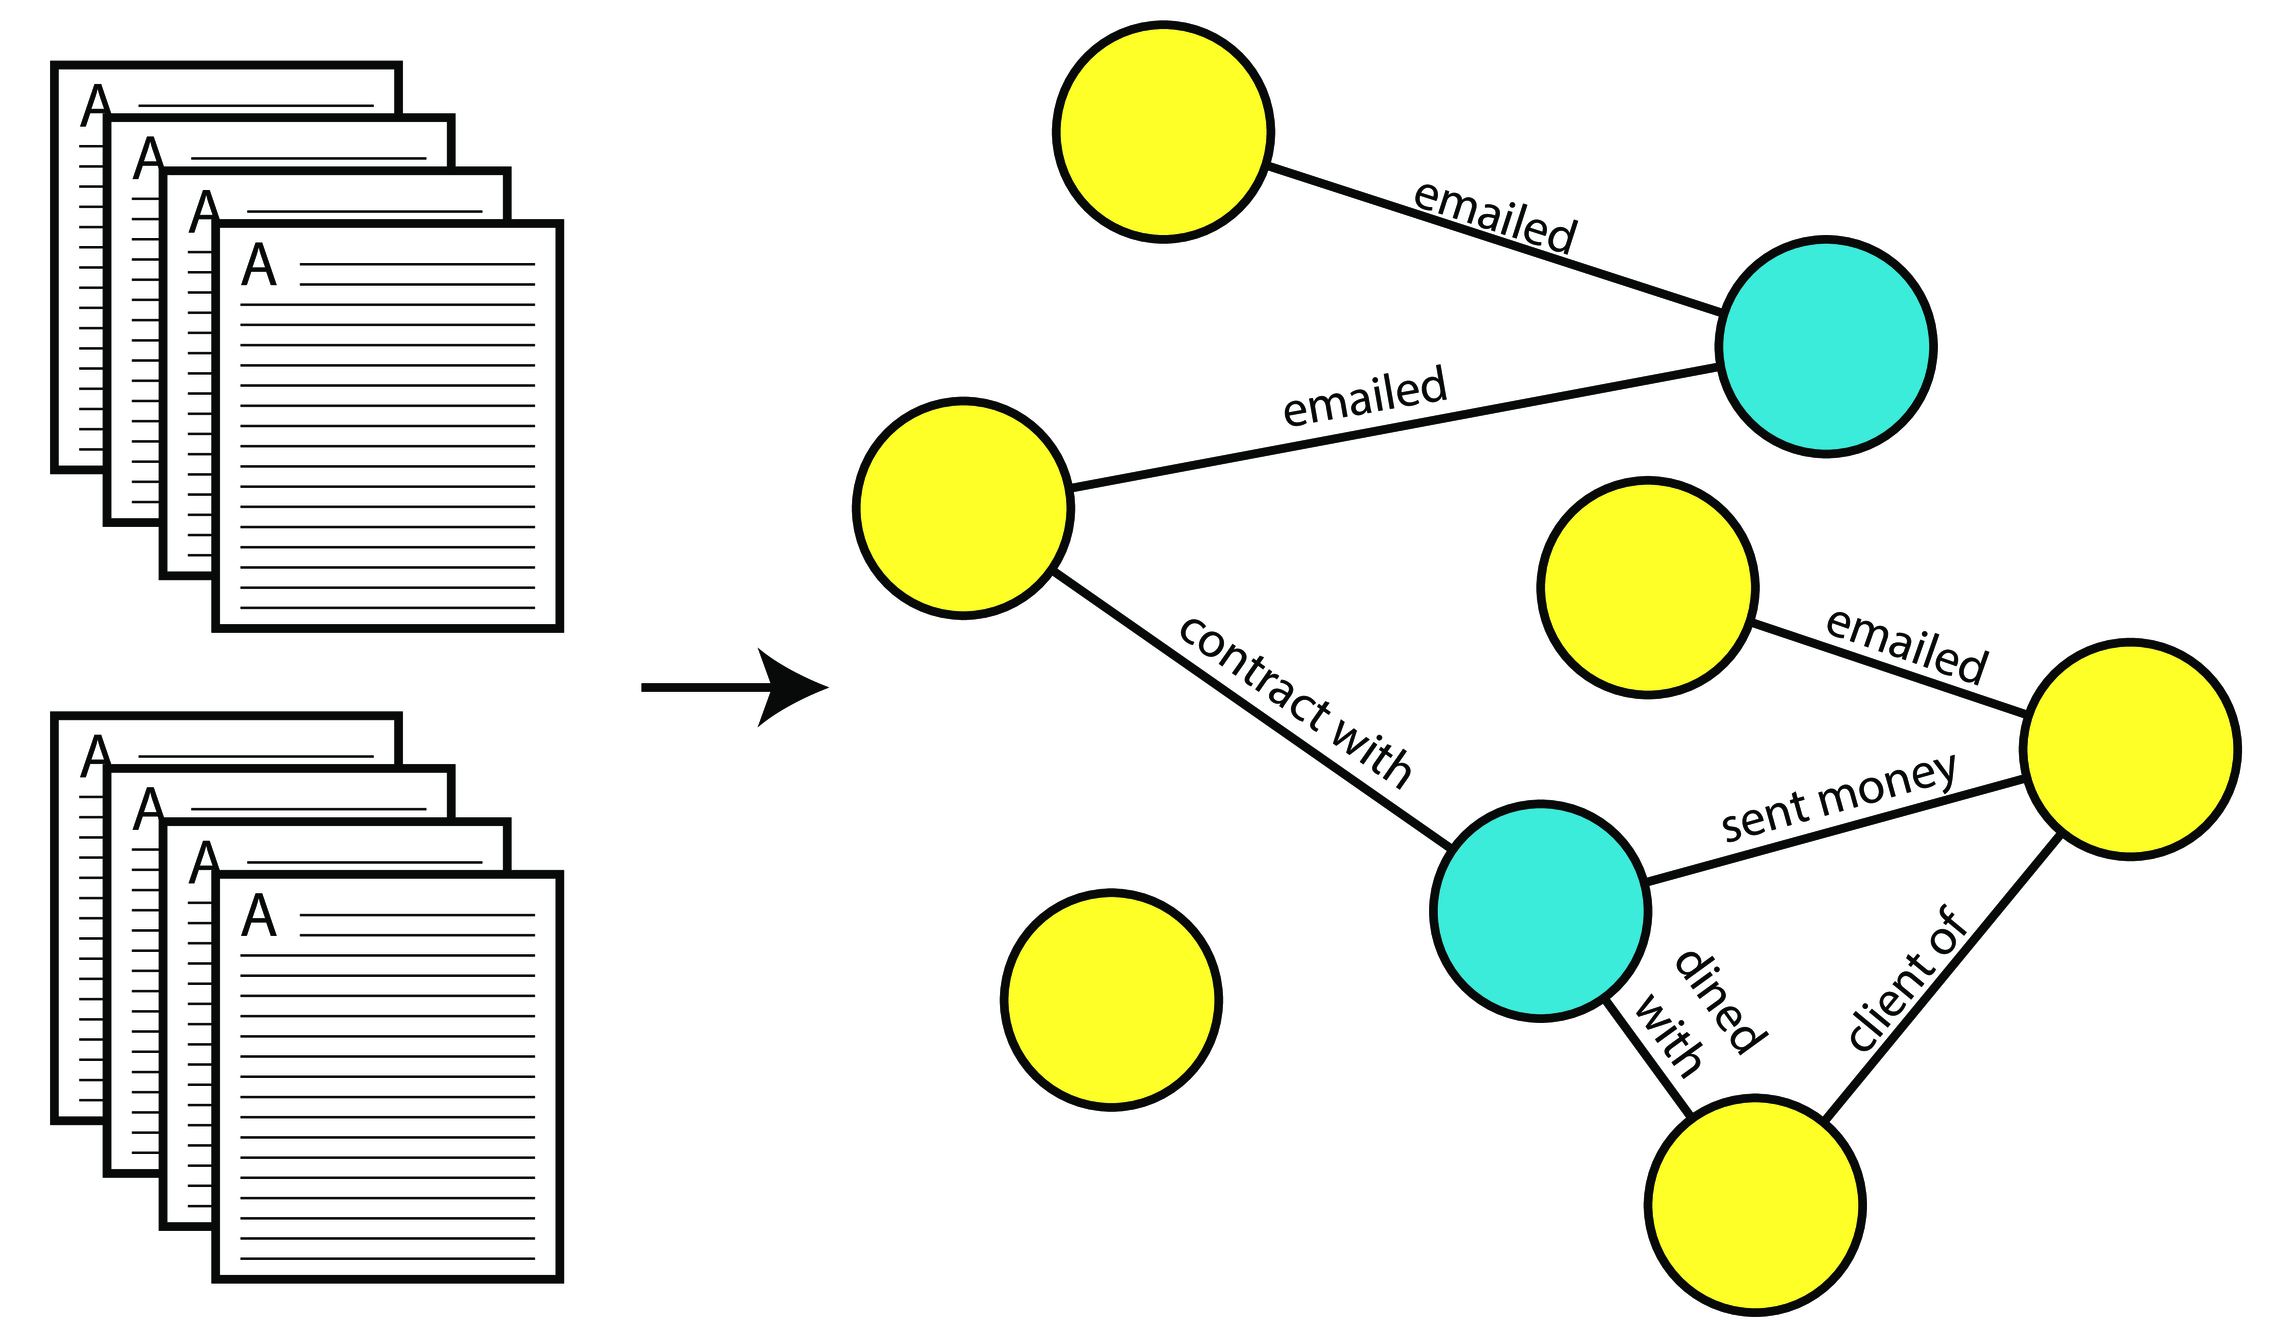 A
A
A
A
A
A
A
A
emailed
emailed
emailed
contract with
sent money
dined
with
client of